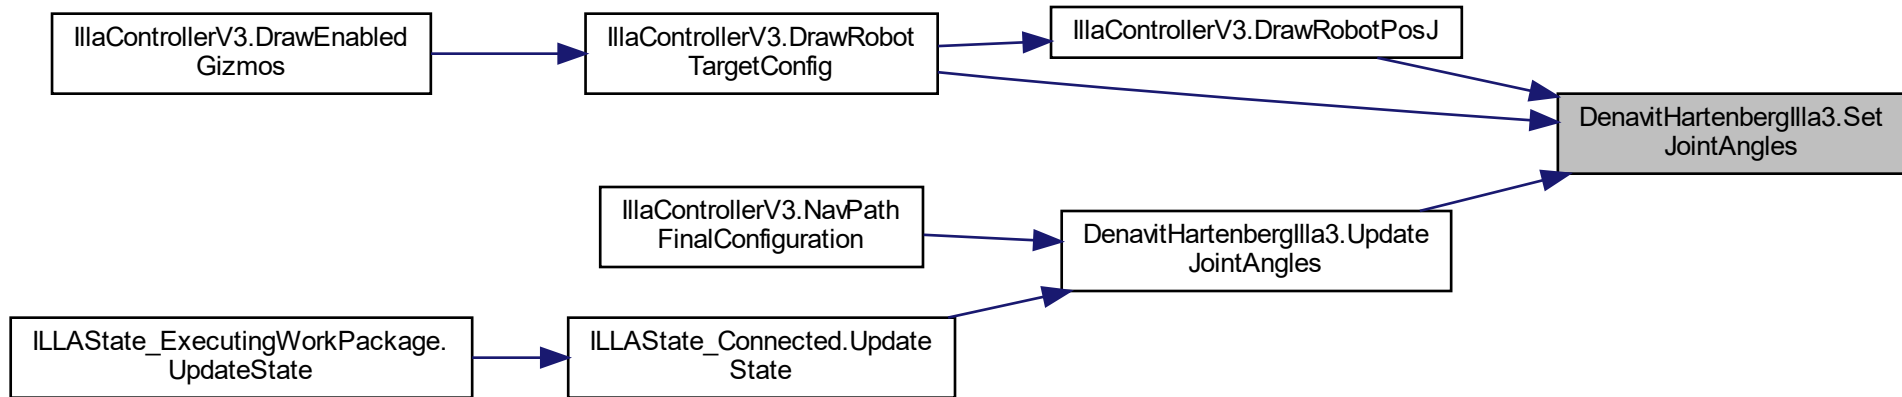 IllaControllerV3.DrawEnabled
Gizmos
IllaControllerV3.DrawRobot
TargetConfig
IllaControllerV3.DrawRobotPosJ
DenavitHartenbergIlla3.Set
JointAngles
IllaControllerV3.NavPath
FinalConfiguration
DenavitHartenbergIlla3.Update
JointAngles
ILLAState_ExecutingWorkPackage.
UpdateState
ILLAState_Connected.Update
State